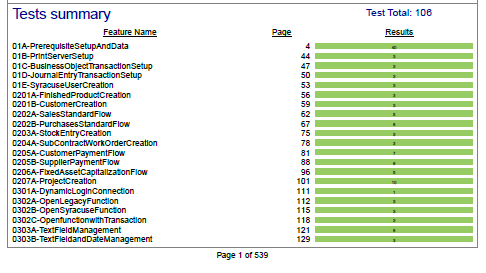 Tests summary Test Total: 106
Feature Name Page Results
01A-PrerequisiteSetupAndData 4
01B-PrintServerSetup 44
01C-BusinessObjectTransactionSetup 47
01D-JournalEntryTransactionSetup 50
01E-SyracuseUserCreation 53
0201A-FinishedProductCreation 56
0201B-CustomerCreation 59
0202A-SalesStandardFlow 62
0202B-PurchasesStandardFlow 67
0203A-StockEntryCreation 75
0204A-SubContractWorkOrderCreation 78
0205A-CustomerPaymentFlow 81
0205B-SupplierPaymentFlow 88
0206A-FixedAssetCapitalizationFlow 96
0207A-ProjectCreation 101
0301A-DynamicLoginConnection 111
0302A-OpenLegacyFunction 112
0302B-OpenSyracuseFunction 115
0302C-OpenfunctionwithTransaction 118
0303A-TextFieldManagement 121
0303B-TextFieldandDateManagement 129
Page 1 of 539